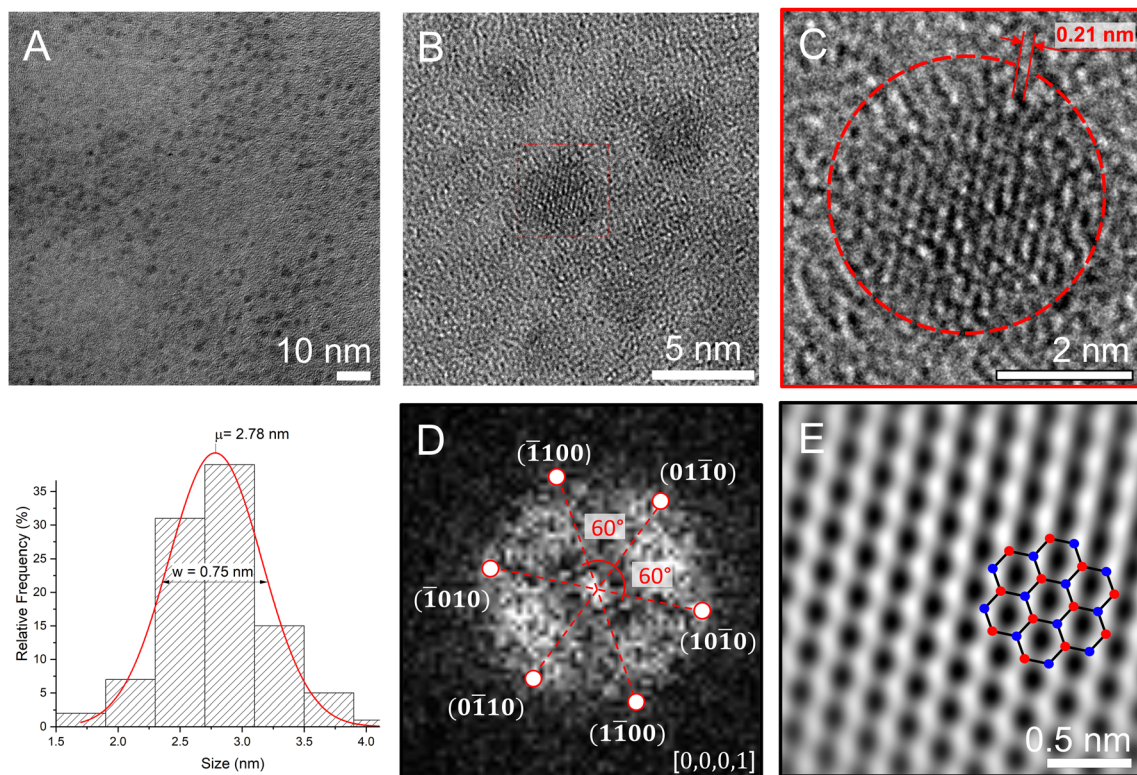 A
10 nm
B
5 nm
C
0.21 nm
2 nm
μ= 2.78 nm
w = 0.75 nm
Relative Frequency (%)
35
30
25
20
15
10
5
0
1.5 2.0 2.5 3.0 3.5 4.0
Size (nm)
D
(1̅100)
(011̅0)
60°
60°
(1̅010)
(101̅0)
(01̅10)
(11̅00)
[0,0,0,1]
E
0.5 nm